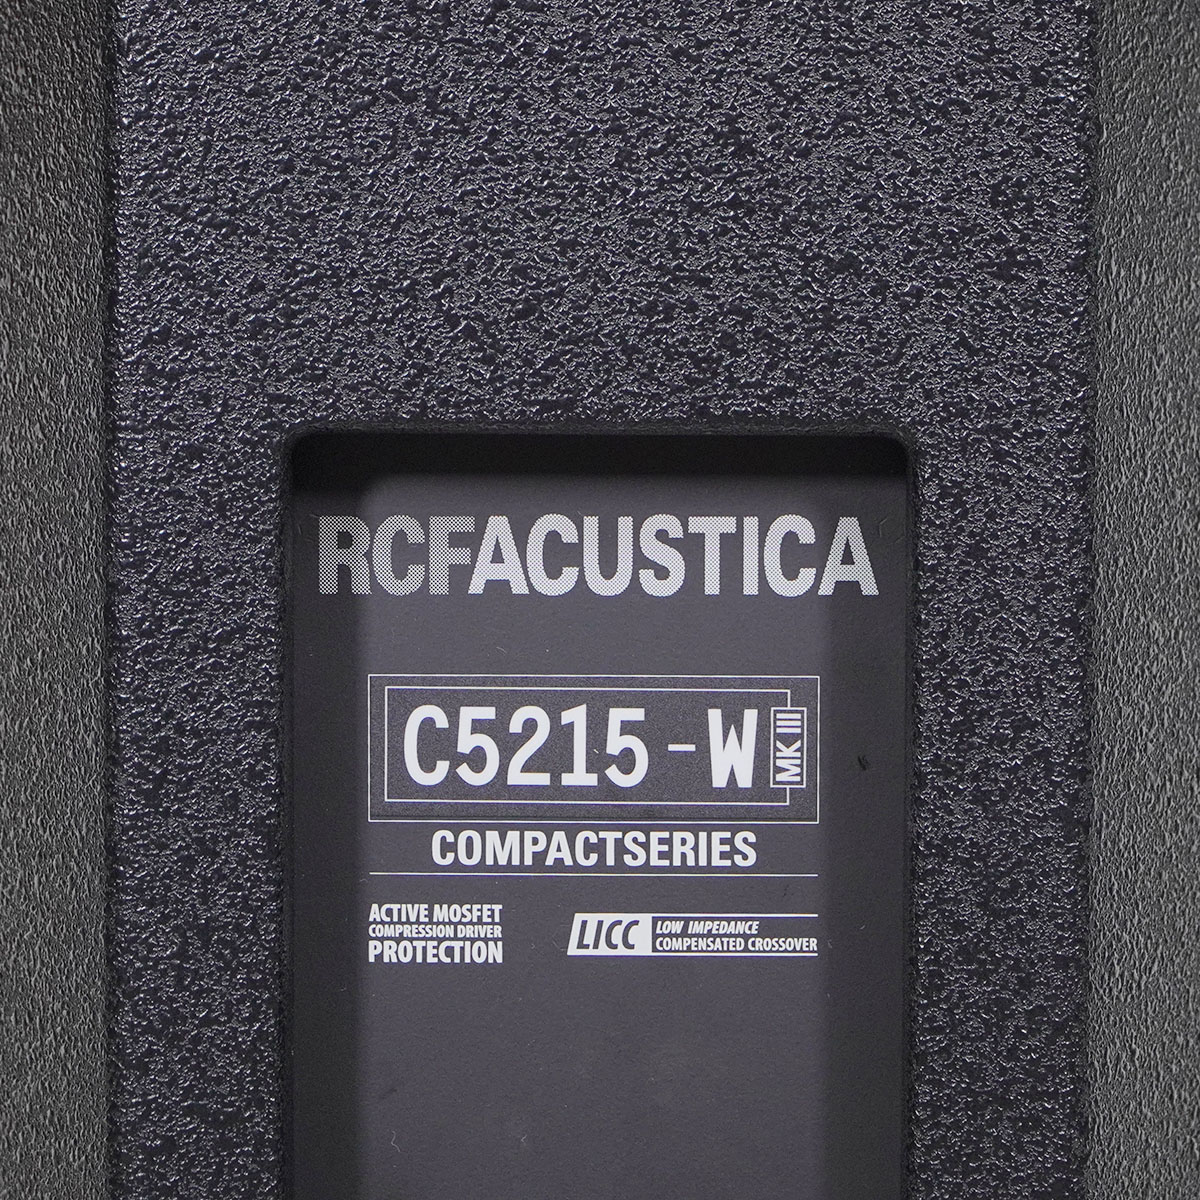 RCFACUSTICA
C5215-W MK III
COMPACTSERIES
ACTIVE MOSFET
COMPRESSION DRIVER
PROTECTION
LICC LOW IMPEDANCE
COMPENSATED CROSSOVER